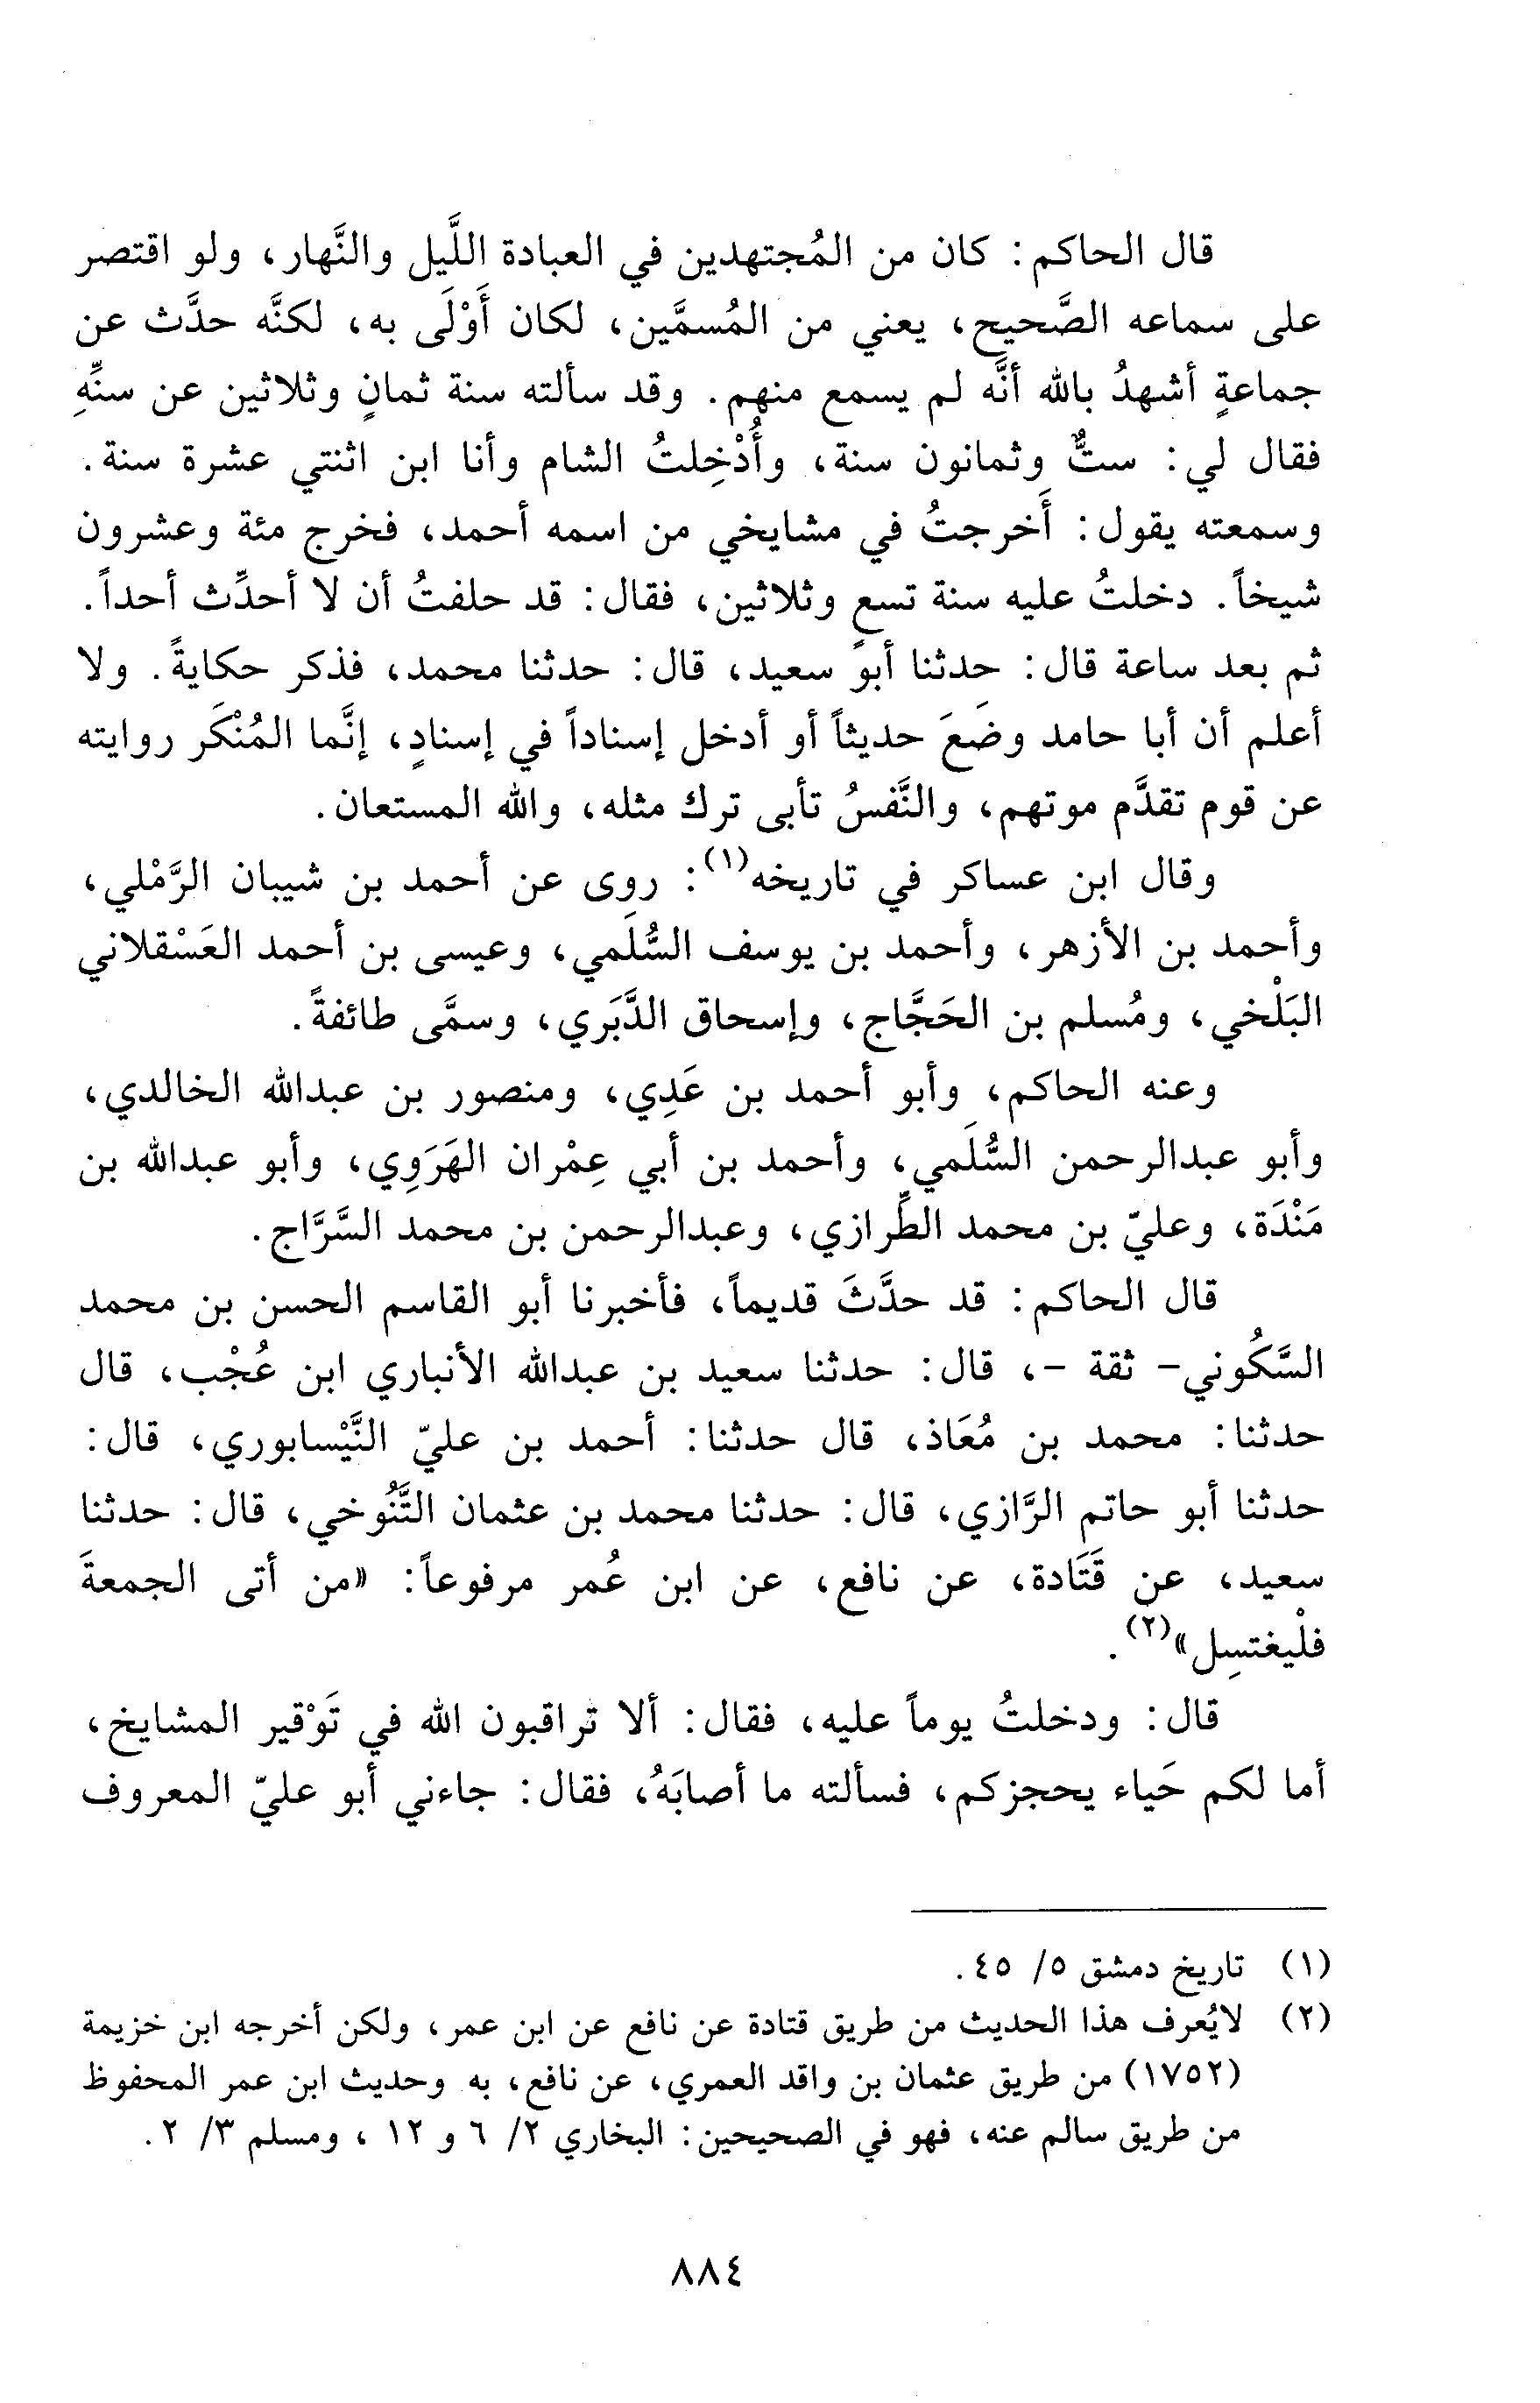 قال الحاكم: كان من المُجتهدين في العبادة اللَّيل والنَّهار، ولو اقتصر
على سماعه الصَّحيح، يعني من المُسمَّين، لكان أَوْلَى به، لكنَّه حدَّث عن
جماعةٍ أشهدُ بالله أنَّه لم يسمع منهم. وقد سألته سنة ثمانٍ وثلاثين عن سنِّهِ
فقال لي: ستٌّ وثمانون سنة، وأُدْخِلتُ الشام وأنا ابن اثنتي عشرة سنة.
وسمعته يقول: أَخرجتُ في مشايخي من اسمه أحمد، فخرج مئة وعشرون
شيخاً. دخلتُ عليه سنة تسعٍ وثلاثين، فقال: قد حلفتُ أن لا أحدِّث أحداً.
ثم بعد ساعة قال: حدثنا أبو سعيد، قال: حدثنا محمد، فذكر حكايةً. ولا
أعلم أن أبا حامد وضَعَ حديثاً أو أدخل إسناداً في إسنادٍ، إنَّما المُنْكَر روايته
عن قوم تقدَّم موتهم، والنَّفسُ تأبى ترك مثله، والله المستعان.
وقال ابن عساكر في تاريخه(١): روى عن أحمد بن شيبان الرَّمْلي،
وأحمد بن الأزهر، وأحمد بن يوسف السُّلَمي، وعيسى بن أحمد العَسْقلاني
البَلْخي، ومُسلم بن الحَجَّاج، وإسحاق الدَّبَري، وسمَّى طائفةً.
وعنه الحاكم، وأبو أحمد بن عَدِي، ومنصور بن عبدالله الخالدي،
وأبو عبدالرحمن السُّلَمي، وأحمد بن أبي عِمْران الهَرَوِي، وأبو عبدالله بن
مَنْدَة، وعليّ بن محمد الطِّرازي، وعبدالرحمن بن محمد السَّرَّاج.
قال الحاكم: قد حدَّثَ قديماً، فأخبرنا أبو القاسم الحسن بن محمد
السَّكُوني- ثقة -، قال: حدثنا سعيد بن عبدالله الأنباري ابن عُجْب، قال
حدثنا: محمد بن مُعَاذ، قال حدثنا: أحمد بن عليّ النَّيْسابوري، قال:
حدثنا أبو حاتم الرَّازي، قال: حدثنا محمد بن عثمان التَّنُوخي، قال: حدثنا
سعيد، عن قَتَادة، عن نافع، عن ابن عُمر مرفوعاً: «من أتى الجمعةَ
فلْيغتسِل»(٢).
قال: ودخلتُ يوماً عليه، فقال: ألا تراقبون الله في تَوْقير المشايخ،
أما لكم حَياء يحجزكم، فسألته ما أصابَهُ، فقال: جاءني أبو عليّ المعروف
(١) تاريخ دمشق ٥/ ٤٥.
(٢) لايُعرف هذا الحديث من طريق قتادة عن نافع عن ابن عمر، ولكن أخرجه ابن خزيمة
(١٧٥٢) من طريق عثمان بن واقد العمري، عن نافع، به وحديث ابن عمر المحفوظ
من طريق سالم عنه، فهو في الصحيحين: البخاري ٢/ ٦ و ١٢ ، ومسلم ٣/ ٢.
٨٨٤